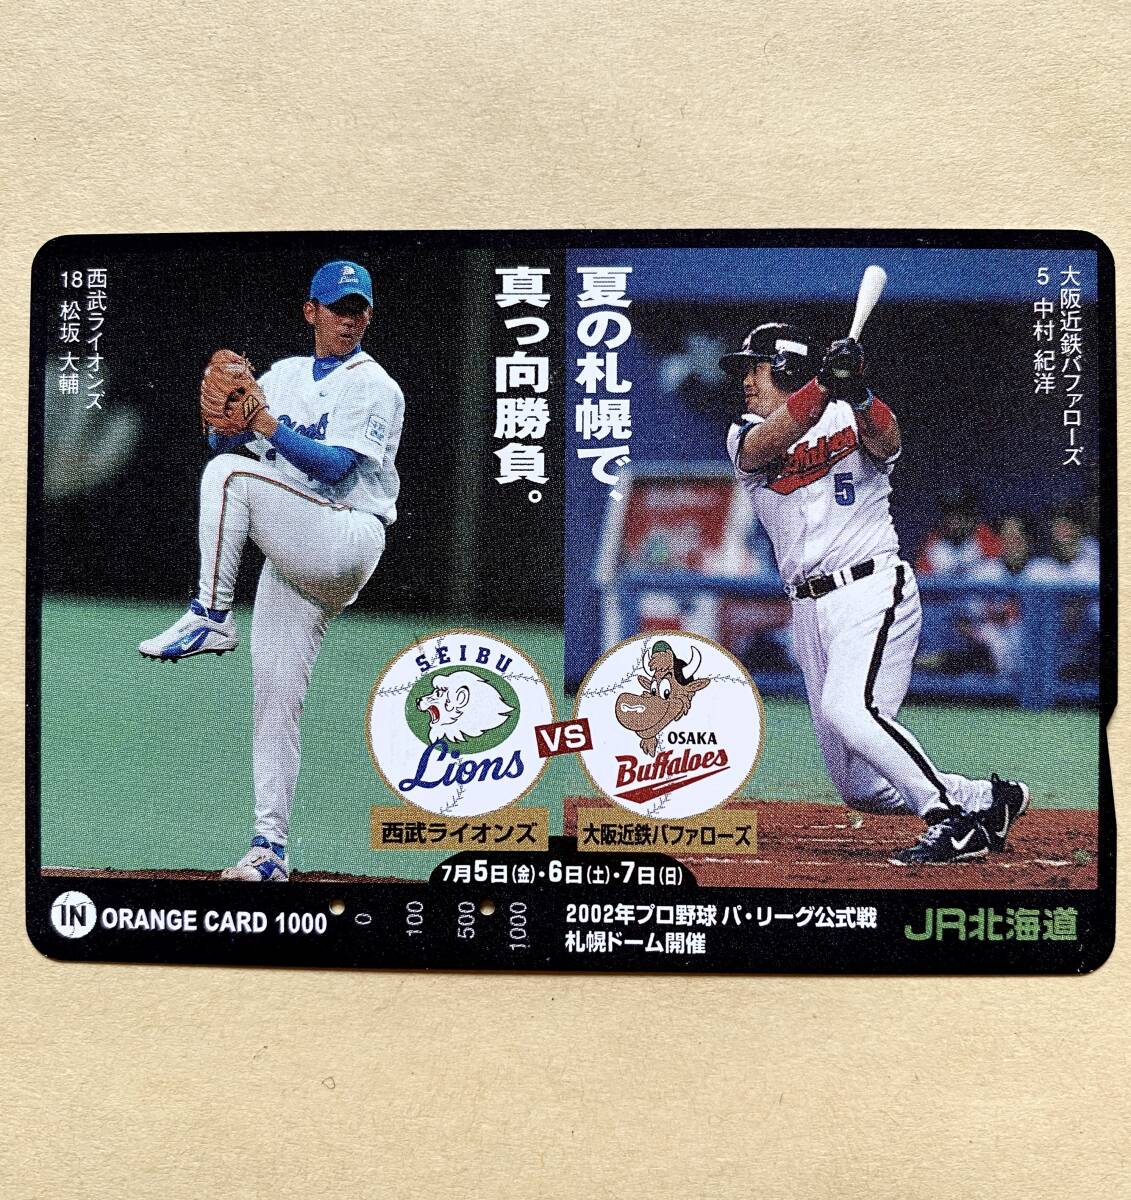 西武ライオンズ
18 松坂 大輔
Lions
夏の札幌で、
真っ向勝負。
大阪近鉄バファローズ
5 中村 紀洋
5
SEIBU
Lions
VS
OSAKA
Buffaloes
西武ライオンズ
大阪近鉄バファローズ
7月5日(金)・6日(土)・7日(日)
IN ORANGE CARD 1000
0 100 500 1000
2002年プロ野球 パ・リーグ公式戦
札幌ドーム開催
JR北海道